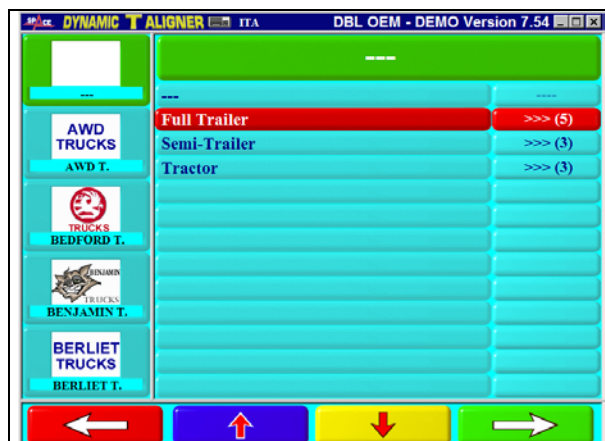 SPACE DYNAMIC T ALIGNER ITA DBL OEM - DEMO Version 7.54
---
---
--- ----
Full Trailer >>> (5)
Semi-Trailer >>> (3)
Tractor >>> (3)
AWD
TRUCKS
AWD T.
TRUCKS
BEDFORD T.
BENJAMIN
TRUCKS
BENJAMIN T.
BERLIET
TRUCKS
BERLIET T.